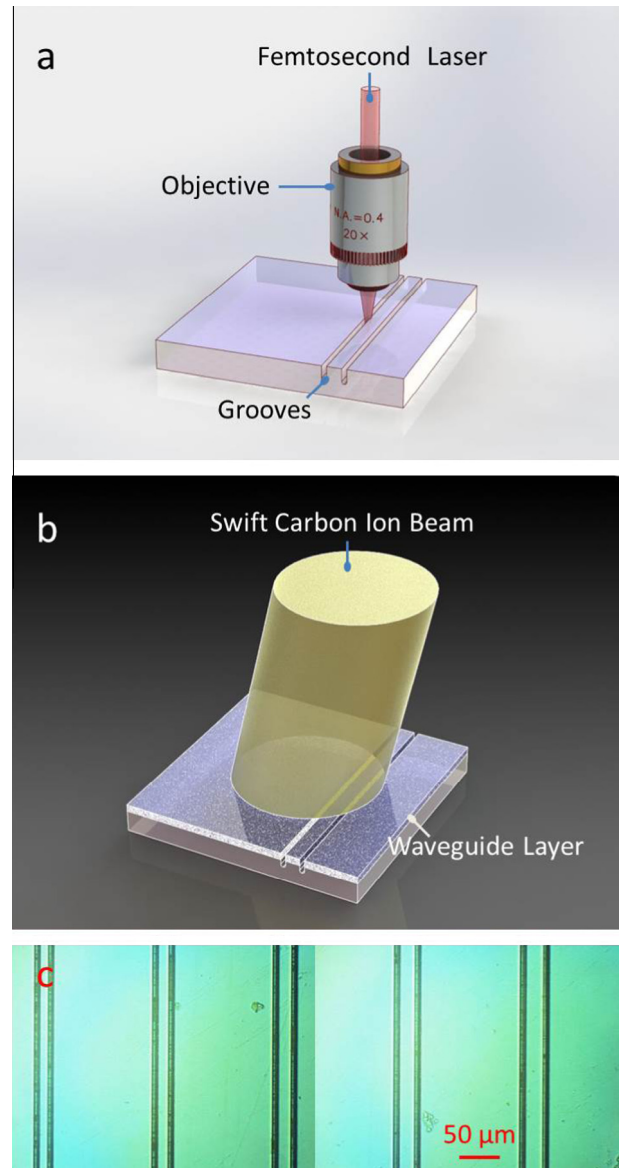 a
Femtosecond Laser
Objective
N.A.=0.4
20×
Grooves
b
Swift Carbon Ion Beam
Waveguide Layer
c
50 μm